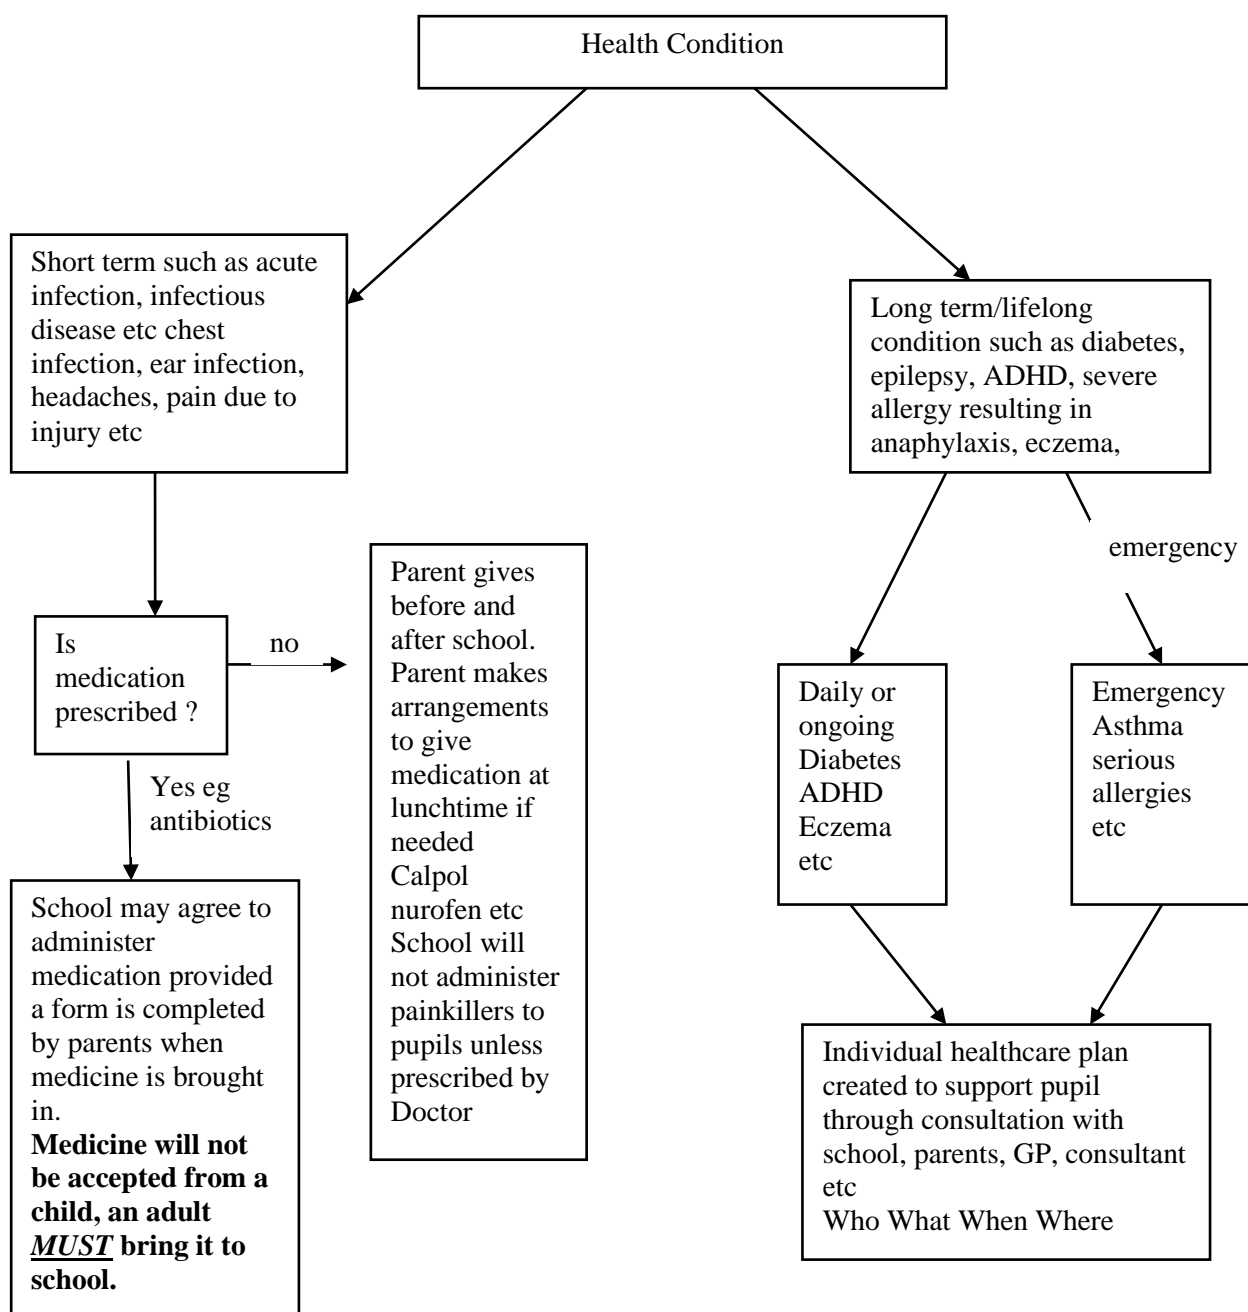 Health Condition
Short term such as acute
infection, infectious
disease etc chest
infection, ear infection,
headaches, pain due to
injury etc
Long term/lifelong
condition such as diabetes,
epilepsy, ADHD, severe
allergy resulting in
anaphylaxis, eczema,
emergency
Is
medication
prescribed ?
no
Parent gives
before and
after school.
Parent makes
arrangements
to give
medication at
lunchtime if
needed
Calpol
nurofen etc
School will
not administer
painkillers to
pupils unless
prescribed by
Doctor
Daily or
ongoing
Diabetes
ADHD
Eczema
etc
Emergency
Asthma
serious
allergies
etc
Yes eg
antibiotics
School may agree to
administer
medication provided
a form is completed
by parents when
medicine is brought
in.
Medicine will not
be accepted from a
child, an adult
MUST bring it to
school.
Individual healthcare plan
created to support pupil
through consultation with
school, parents, GP, consultant
etc
Who What When Where